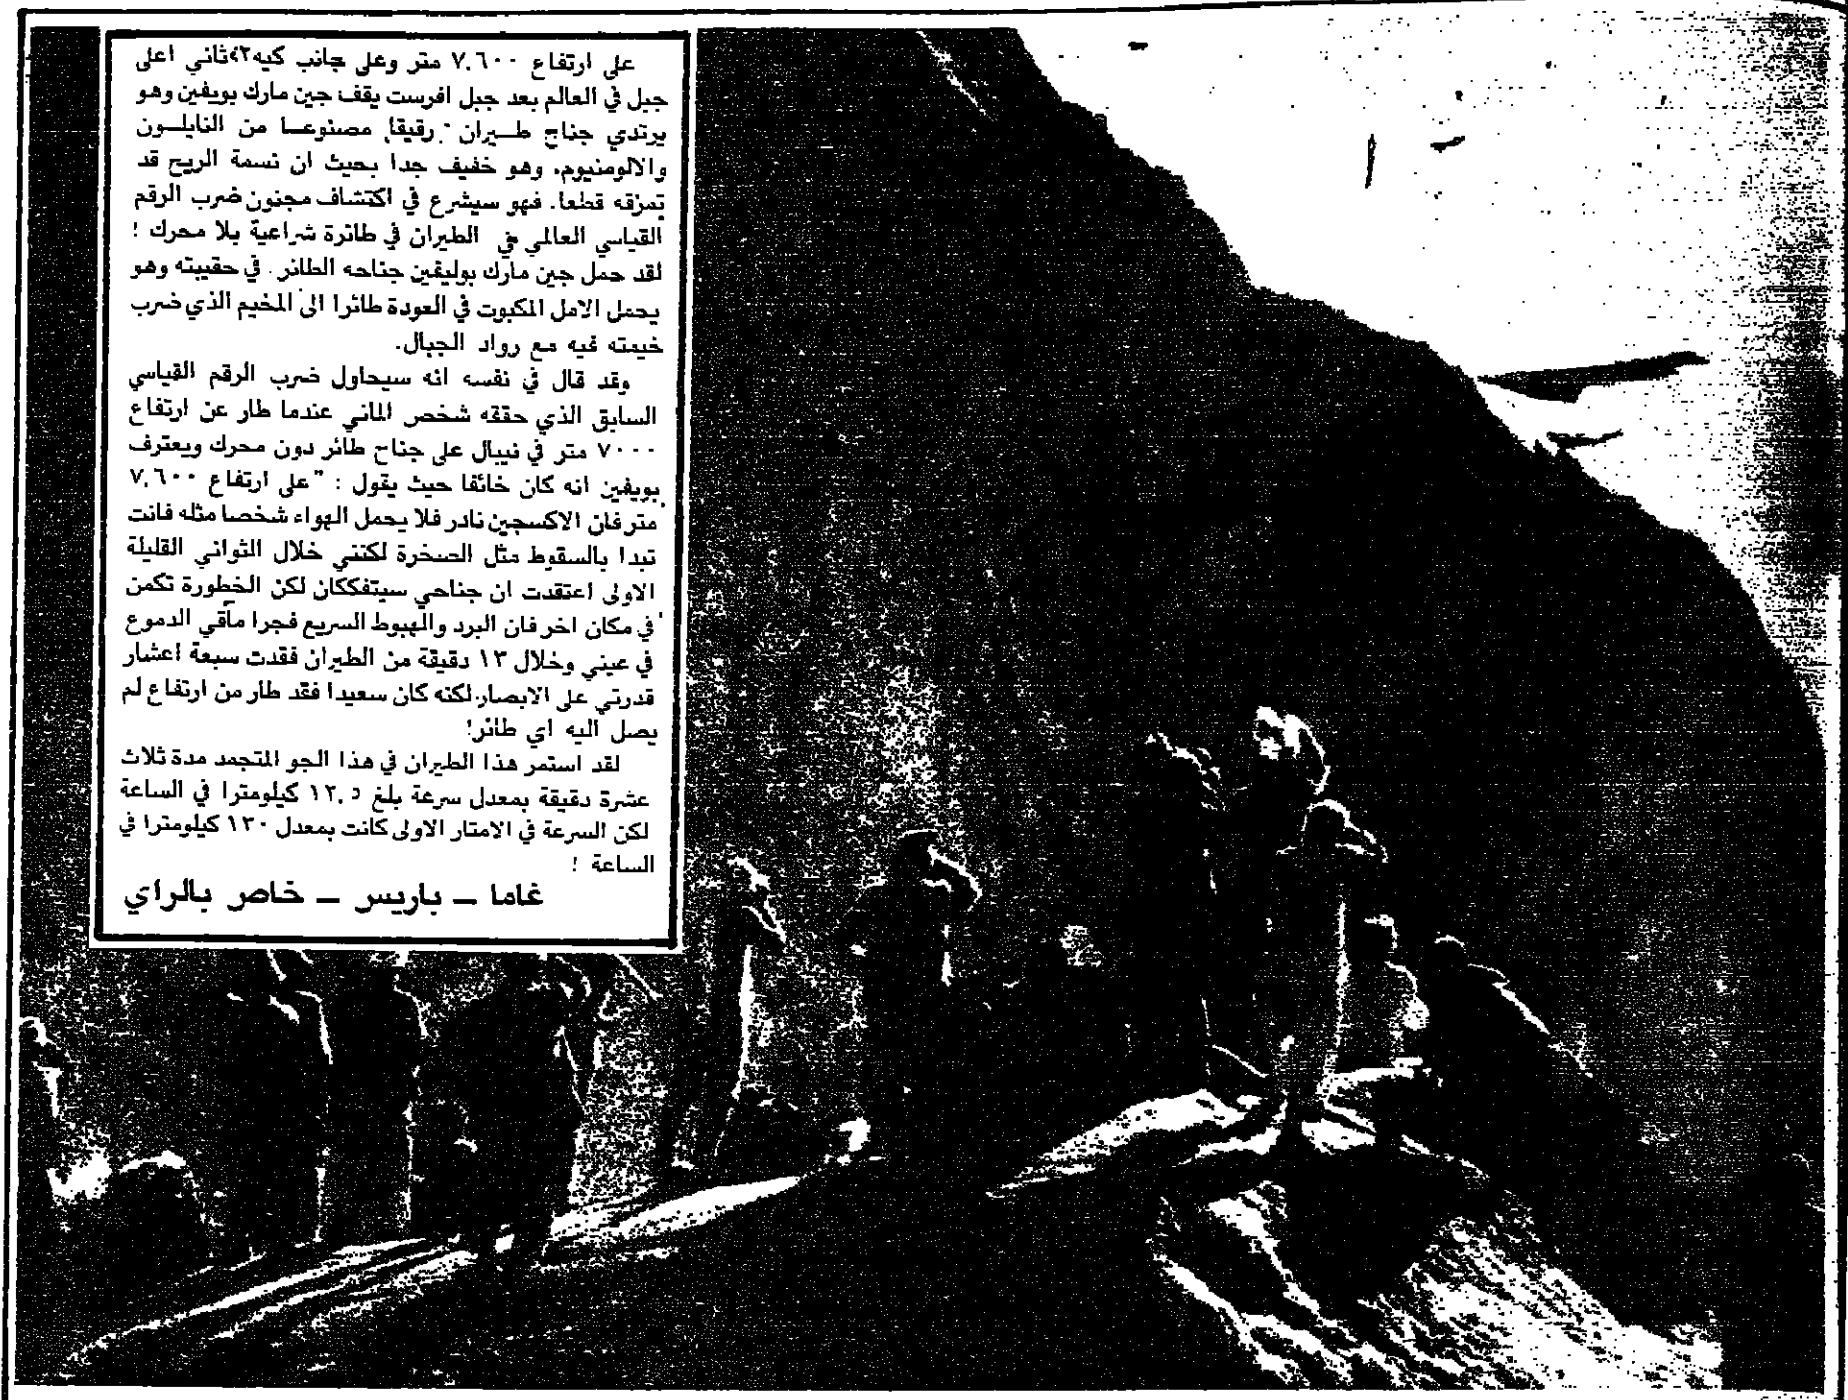 على ارتفاع ٧,٦٠٠ متر وعلى جانب كيه ٢، ثاني اعلى
جبل في العالم بعد جبل افرست يقف جين مارك بويفين وهو
يرتدي جناح طيران رقيقا مصنوعا من النايلون
والالومنيوم، وهو خفيف جدا بحيث ان نسمة الريح قد
تمزقه قطعا. فهو سيشرع في اكتشاف مجنون ضرب الرقم
القياسي العالمي في الطيران في طائرة شراعية بلا محرك !
لقد حمل جين مارك بوليفين جناحه الطائر في حقيبته وهو
يحمل الامل المكبوت في العودة طائرا الى المخيم الذي ضرب
خيمته فيه مع رواد الجبال.
وقد قال في نفسه انه سيحاول ضرب الرقم القياسي
السابق الذي حققه شخص الماني عندما طار عن ارتفاع
٧٠٠٠ متر في نيبال على جناح طائر دون محرك ويعترف
بويفين انه كان خائفا حيث يقول : "على ارتفاع ٧,٦٠٠
متر فان الاكسجين نادر فلا يحمل الهواء شخصا مثله فانت
تبدا بالسقوط مثل الصخرة لكنني خلال الثواني القليلة
الاولى اعتقدت ان جناحي سيتفككان لكن الخطورة تكمن
في مكان اخر فان البرد والهبوط السريع فجرا مآقي الدموع
في عيني وخلال ١٣ دقيقة من الطيران فقدت سبعة اعشار
قدرتي على الابصار. لكنه كان سعيدا فقد طار من ارتفاع لم
يصل اليه اي طائر!
لقد استمر هذا الطيران في هذا الجو المتجمد مدة ثلاث
عشرة دقيقة بمعدل سرعة بلغ ١٢,٥ كيلومترا في الساعة
لكن السرعة في الامتار الاولى كانت بمعدل ١٣٠ كيلومترا في
الساعة !
غاما – باريس – خاص بالراي